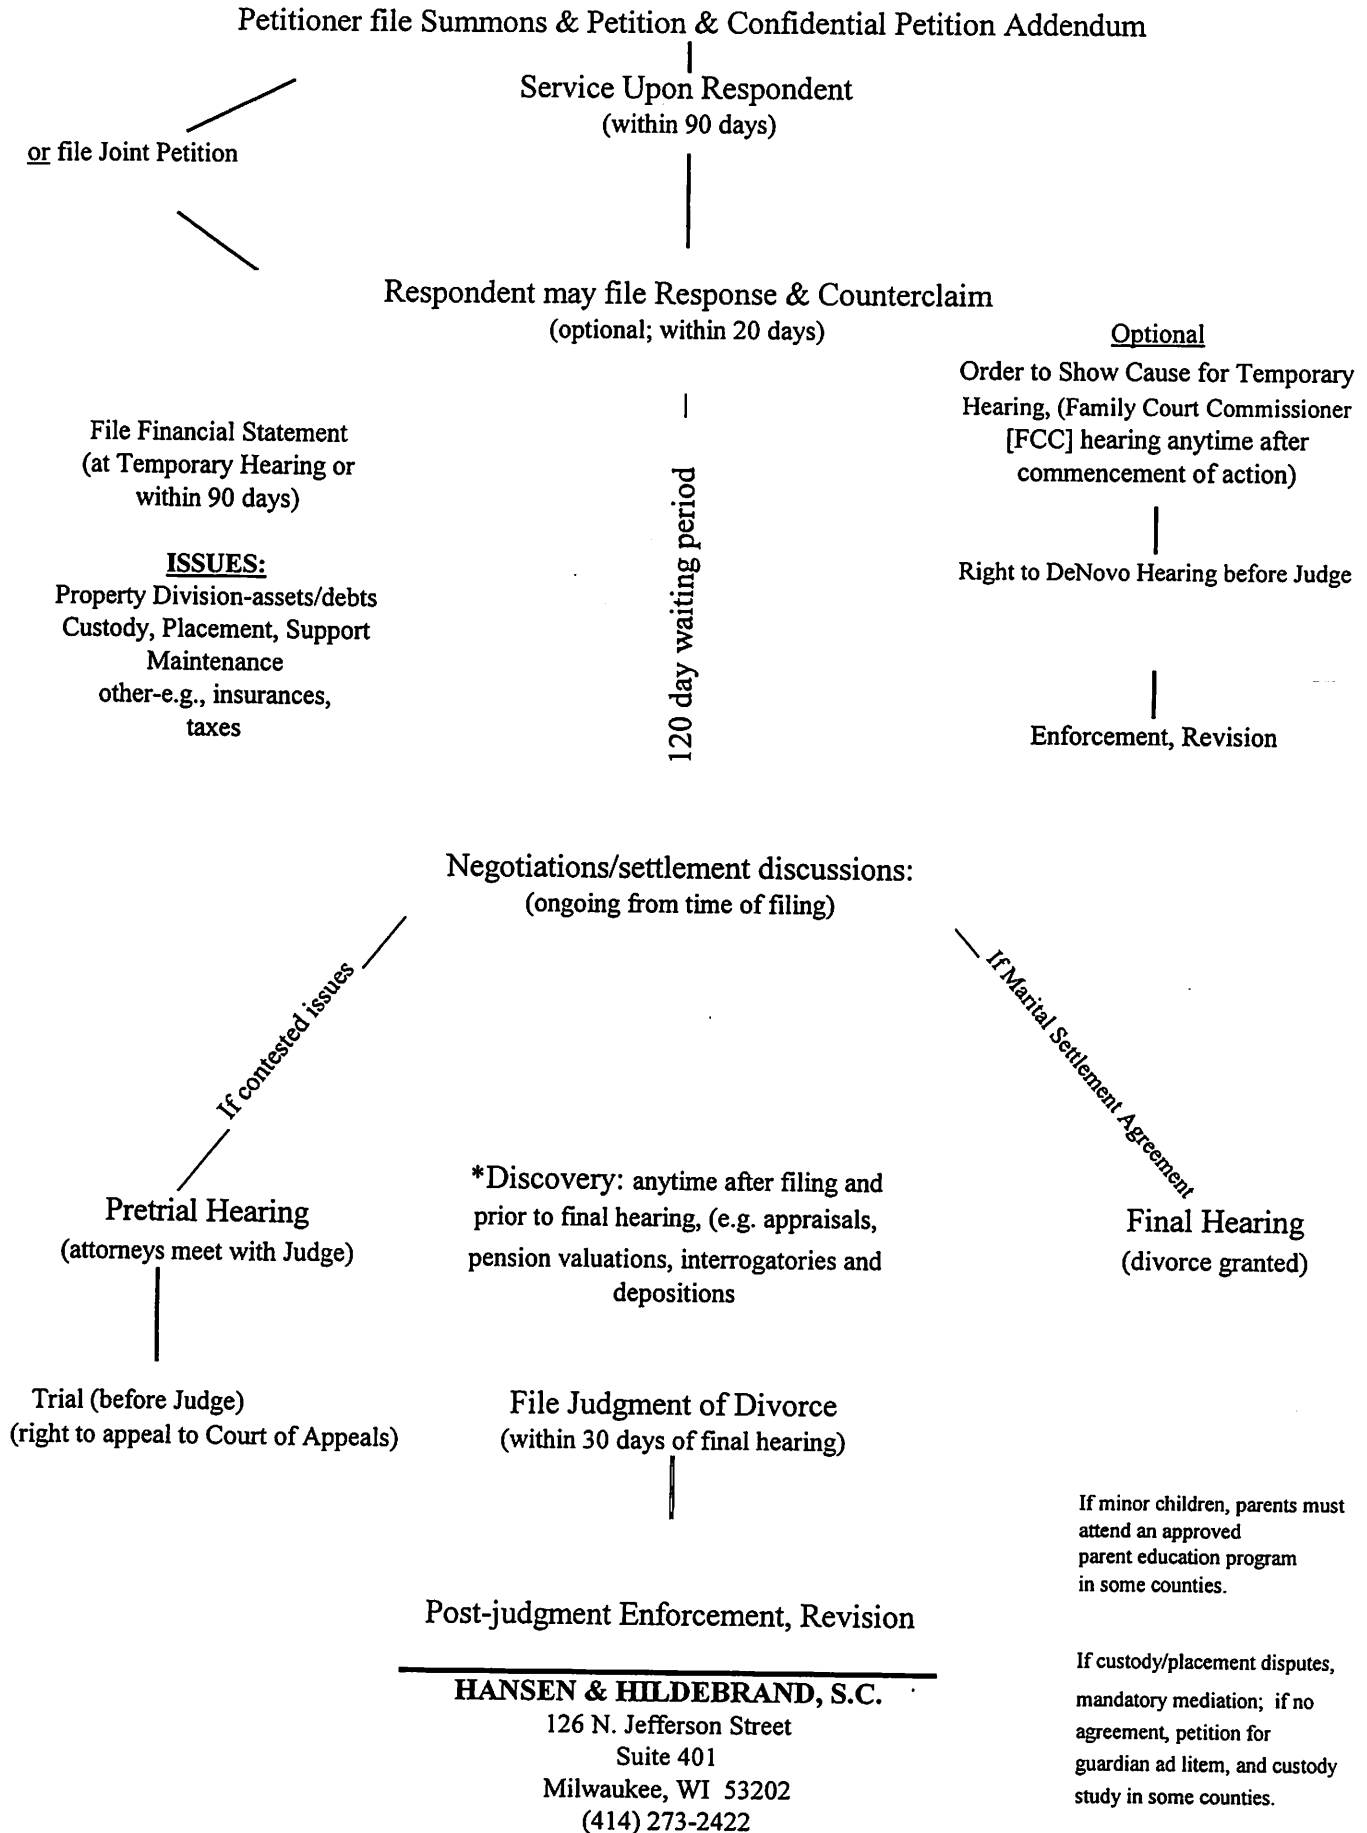 Petitioner file Summons & Petition & Confidential Petition Addendum
Service Upon Respondent
(within 90 days)
or file Joint Petition
Respondent may file Response & Counterclaim
(optional; within 20 days)
Optional
Order to Show Cause for Temporary
Hearing, (Family Court Commissioner
[FCC] hearing anytime after
commencement of action)
Right to DeNovo Hearing before Judge
Enforcement, Revision
File Financial Statement
(at Temporary Hearing or
within 90 days)
ISSUES:
Property Division-assets/debts
Custody, Placement, Support
Maintenance
other-e.g., insurances,
taxes
120 day waiting period
Negotiations/settlement discussions:
(ongoing from time of filing)
If contested issues
If Marital Settlement Agreement
Pretrial Hearing
(attorneys meet with Judge)
*Discovery: anytime after filing and
prior to final hearing, (e.g. appraisals,
pension valuations, interrogatories and
depositions
Final Hearing
(divorce granted)
Trial (before Judge)
(right to appeal to Court of Appeals)
File Judgment of Divorce
(within 30 days of final hearing)
Post-judgment Enforcement, Revision
HANSEN & HILDEBRAND, S.C.
126 N. Jefferson Street
Suite 401
Milwaukee, WI 53202
(414) 273-2422
If minor children, parents must
attend an approved
parent education program
in some counties.
If custody/placement disputes,
mandatory mediation; if no
agreement, petition for
guardian ad litem, and custody
study in some counties.